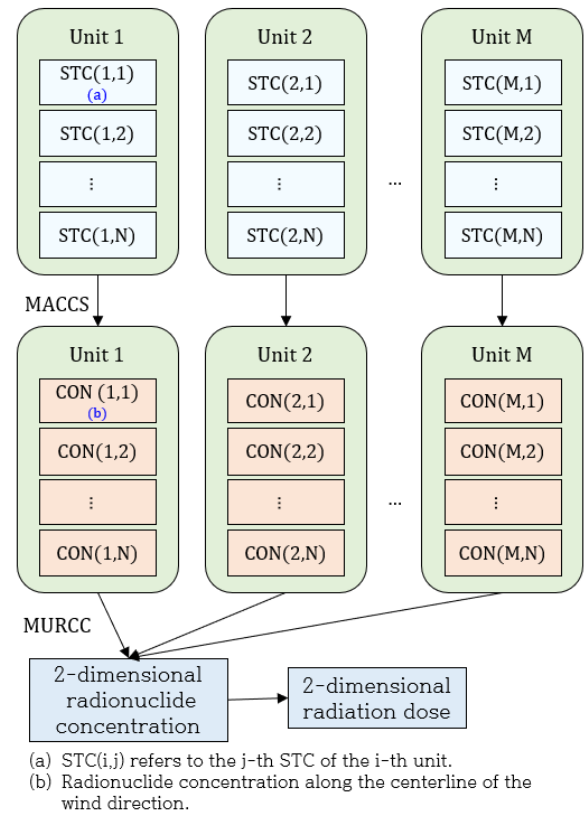 Unit 1
STC(1,1)
(a)
STC(1,2)
⋮
STC(1,N)
Unit 2
STC(2,1)
STC(2,2)
⋮
STC(2,N)
...
Unit M
STC(M,1)
STC(M,2)
⋮
STC(M,N)
MACCS
Unit 1
CON (1,1)
(b)
CON(1,2)
⋮
CON(1,N)
Unit 2
CON(2,1)
CON(2,2)
⋮
CON(2,N)
...
Unit M
CON(M,1)
CON(M,2)
⋮
CON(M,N)
MURCC
2-dimensional
radionuclide
concentration
2-dimensional
radiation dose
(a) STC(i,j) refers to the j-th STC of the i-th unit.
(b) Radionuclide concentration along the centerline of the
wind direction.